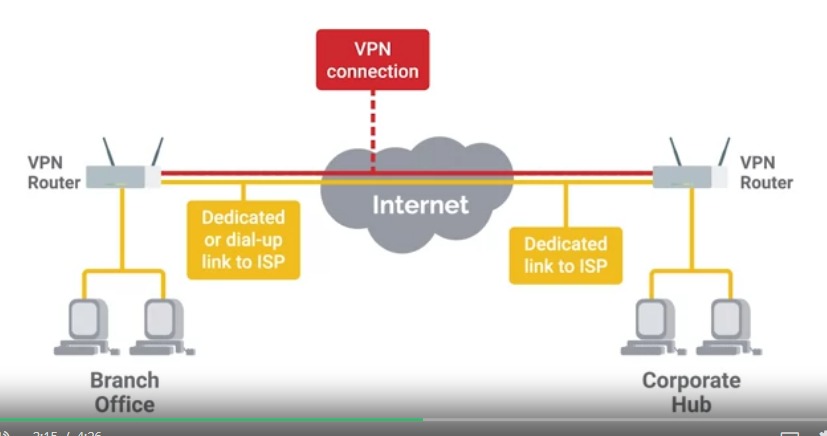 VPN
connection
VPN
Router
VPN
Router
Internet
Dedicated
or dial-up
link to ISP
Dedicated
link to ISP
Branch
Office
Corporate
Hub
2:15 / 4:26